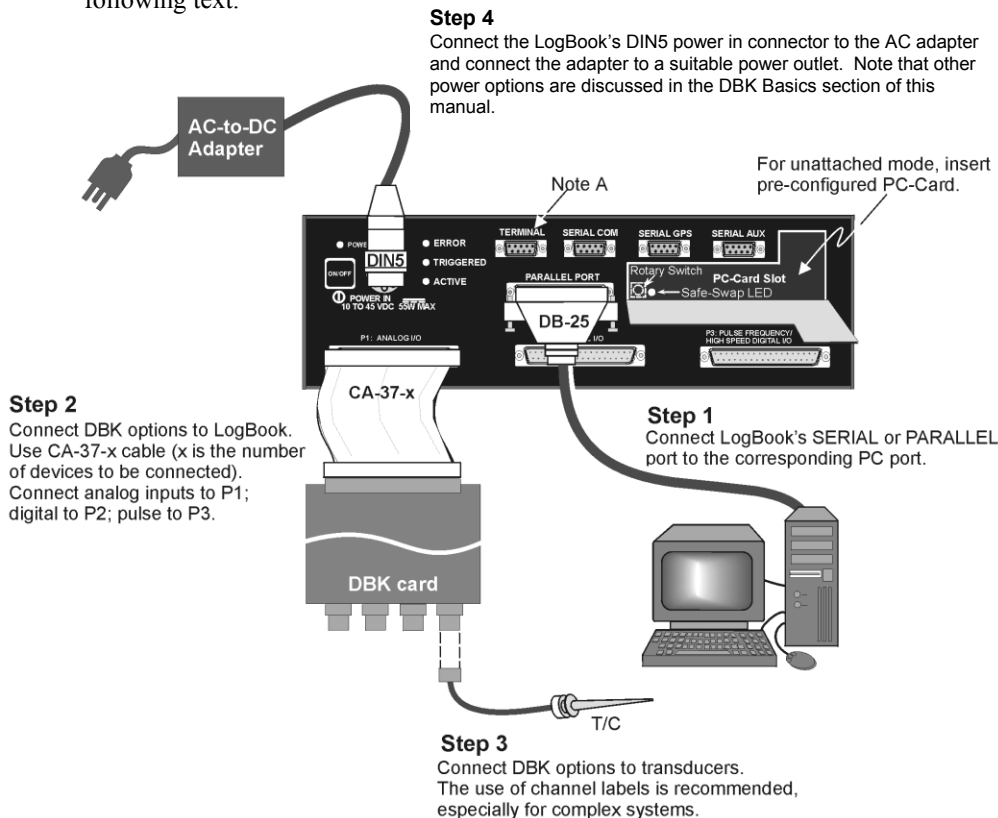 following text.
Step 4
Connect the LogBook's DIN5 power in connector to the AC adapter
and connect the adapter to a suitable power outlet.  Note that other
power options are discussed in the DBK Basics section of this
manual.
AC-to-DC
Adapter
For unattached mode, insert
pre-configured PC-Card.
Note A
TERMINAL
SERIAL COM
SERIAL GPS
SERIAL AUX
ERROR
ON/OFF
DIN5
TRIGGERED
ACTIVE
PARALLEL PORT
Rotary Switch
PC-Card Slot
Safe-Swap LED
POWER IN
10 TO 45 VDC
55W MAX
DB-25
P1: ANALOG I/O
P3: PULSE FREQUENCY/
HIGH SPEED DIGITAL I/O
CA-37-x
Step 2
Connect DBK options to LogBook.
Use CA-37-x cable (x is the number
of devices to be connected).
Connect analog inputs to P1;
digital to P2; pulse to P3.
Step 1
Connect LogBook's SERIAL or PARALLEL
port to the corresponding PC port.
DBK card
T/C
Step 3
Connect DBK options to transducers.
The use of channel labels is recommended,
especially for complex systems.